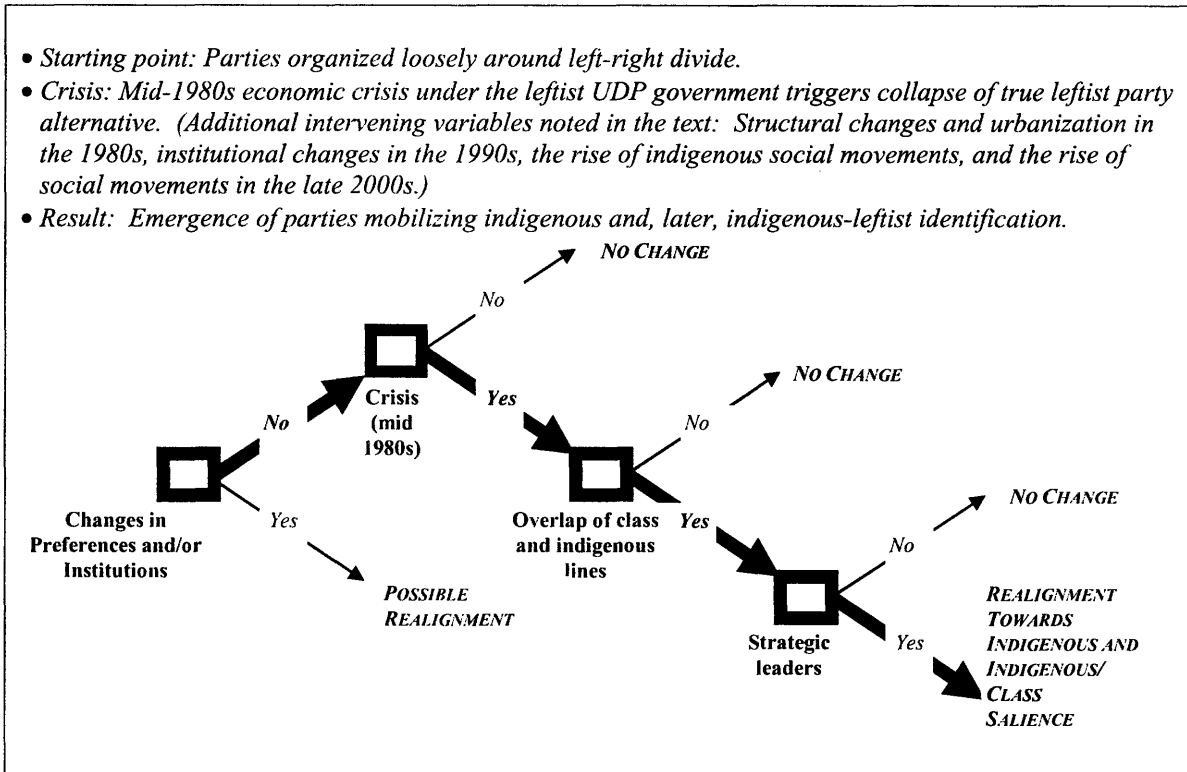 • Starting point: Parties organized loosely around left-right divide.
• Crisis: Mid-1980s economic crisis under the leftist UDP government triggers collapse of true leftist party
alternative. (Additional intervening variables noted in the text: Structural changes and urbanization in
the 1980s, institutional changes in the 1990s, the rise of indigenous social movements, and the rise of
social movements in the late 2000s.)
• Result: Emergence of parties mobilizing indigenous and, later, indigenous-leftist identification.
NO CHANGE
No
Crisis
(mid
1980s)
No
Yes
NO CHANGE
No
Changes in
Preferences and/or
Institutions
Yes
POSSIBLE
REALIGNMENT
Overlap of class
and indigenous
lines
Yes
NO CHANGE
No
Strategic
leaders
Yes
REALIGNMENT
TOWARDS
INDIGENOUS AND
INDIGENOUS/
CLASS
SALIENCE